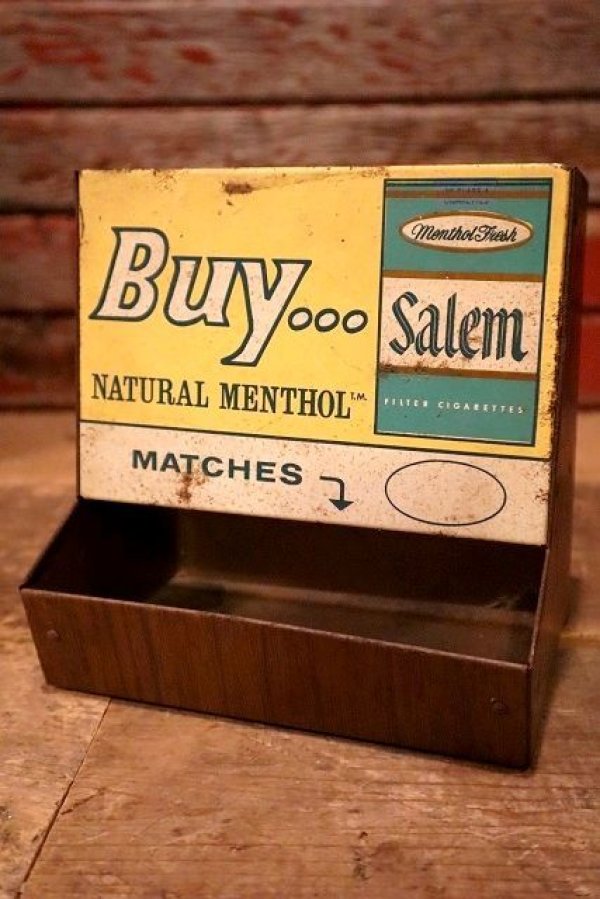 Buy...
NATURAL MENTHOL™
Menthol Fresh
Salem
FILTER CIGARETTES
MATCHES